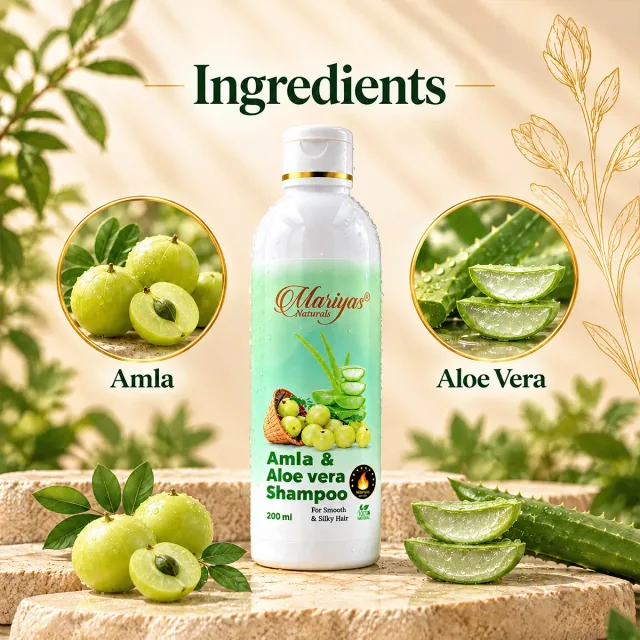 Ingredients
Mariyas®
Naturals
Amla
Aloe Vera
Amla &
Aloe vera
Shampoo
200 ml
For Smooth
& Silky Hair